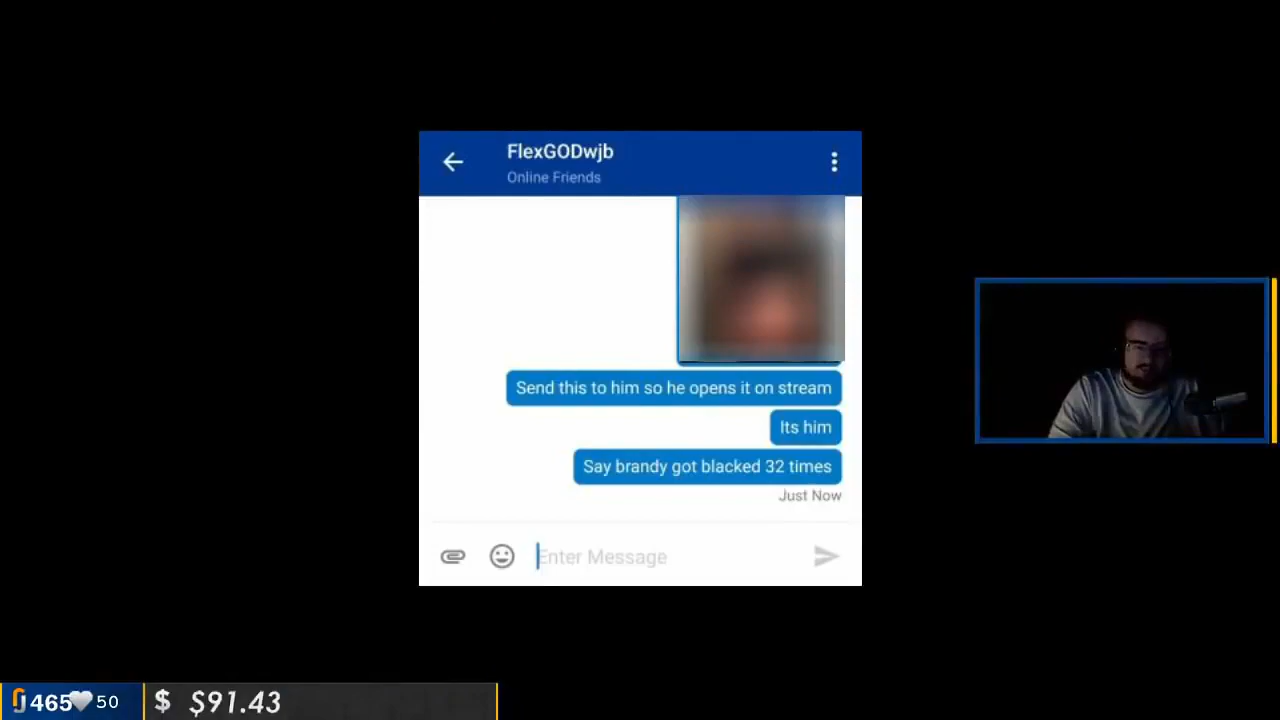 FlexGODwjb
Online Friends
Send this to him so he opens it on stream
Its him
Say brandy got blacked 32 times
Just Now
Enter Message
465 50
$ $91.43